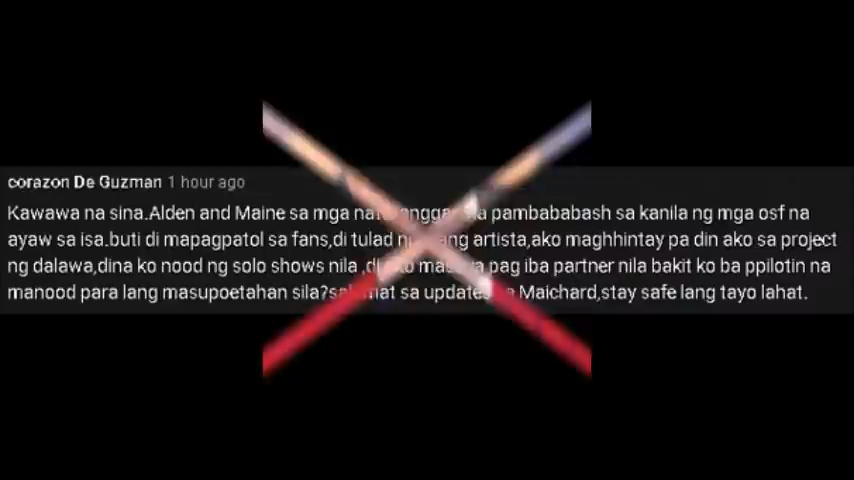 corazon De Guzman 1 hour ago
Kawawa na sina.Alden and Maine sa mga pambababash sa kanila ng mga osf na
ayaw sa isa.buti di mapagpatol sa fans,di tulad artista,ako maghhintay pa din ako sa project
ng dalawa,dina ko nood ng solo shows nila pag iba partner nila bakit ko ba ppilotin na
manood para lang masupoetahan sila? sa updates Maichard,stay safe lang tayo lahat.